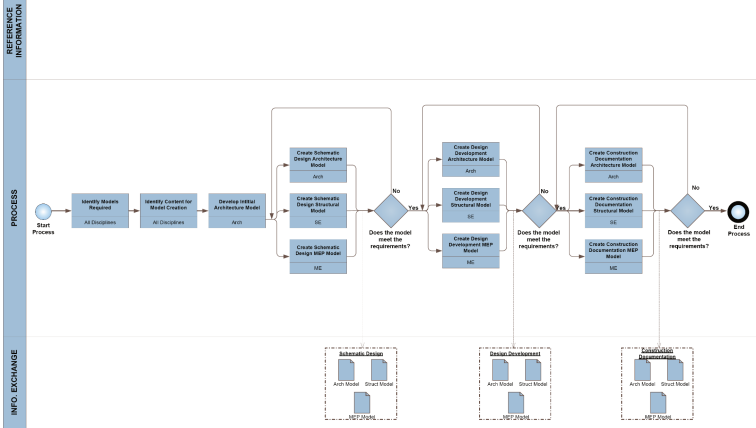 REFERENCE
INFORMATION
PROCESS
Start
Process
Identify Models
Required
All Disciplines
Identify Content for
Model Creation
All Disciplines
Develop Intitial
Architecture Model
Arch
Create Schematic
Design Architecture
Model
Arch
Create Schematic
Design Structural
Model
SE
Create Schematic
Design MEP Model
ME
No
Yes
Does the model
meet the
requirements?
Create Design
Development
Architecture Model
Arch
Create Design
Development
Structural Model
SE
Create Design
Development MEP
Model
ME
No
Yes
Does the model
meet the
requirements?
Create Construction
Documentation
Architecture Model
Arch
Create Construction
Documentation
Structural Model
SE
Create Construction
Documentation MEP
Model
ME
No
Yes
Does the model
meet the
requirements?
End
Process
INFO. EXCHANGE
Schematic Design
Arch Model
Struct Model
MEP Model
Design Development
Arch Model
Struct Model
MEP Model
Construction
Documentation
Arch Model
Struct Model
MEP Model